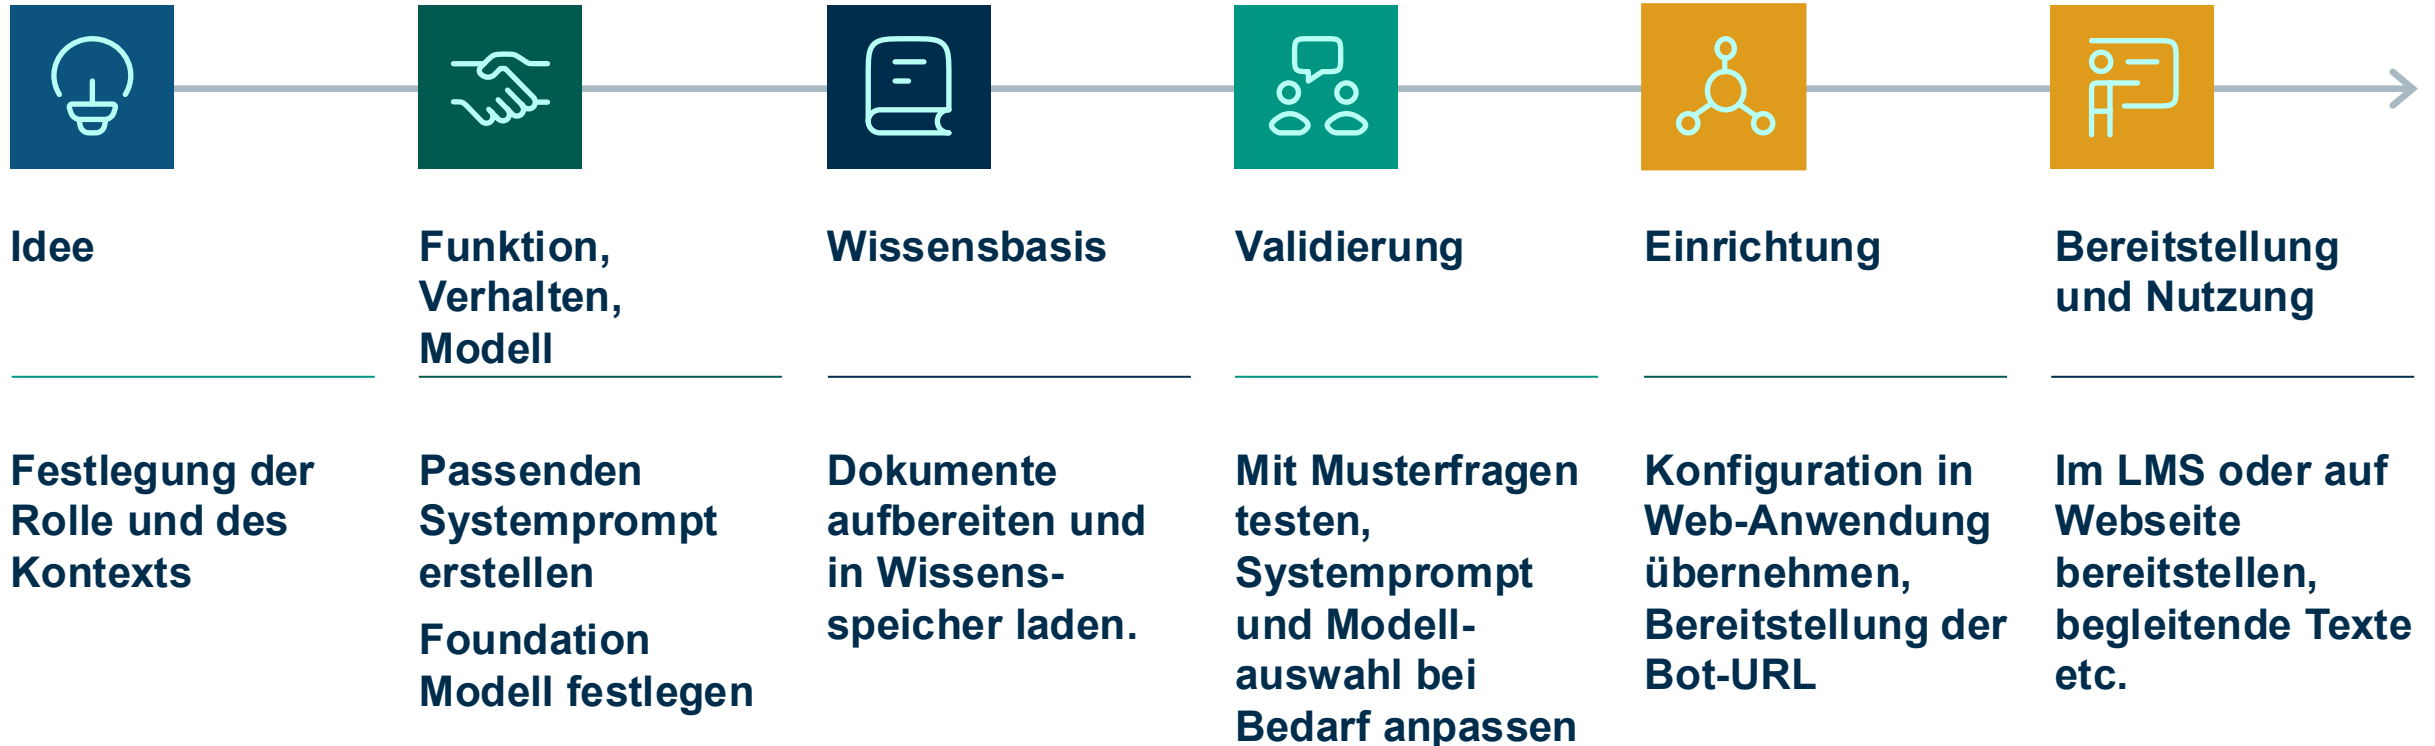 Idee
Funktion,
Verhalten,
Modell
Wissensbasis
Validierung
Einrichtung
Bereitstellung
und Nutzung
Festlegung der
Rolle und des
Kontexts
Passenden
Systemprompt
erstellen
Foundation
Modell festlegen
Dokumente
aufbereiten und
in Wissens-
speicher laden.
Mit Musterfragen
testen,
Systemprompt
und Modell-
auswahl bei
Bedarf anpassen
Konfiguration in
Web-Anwendung
übernehmen,
Bereitstellung der
Bot-URL
Im LMS oder auf
Webseite
bereitstellen,
begleitende Texte
etc.